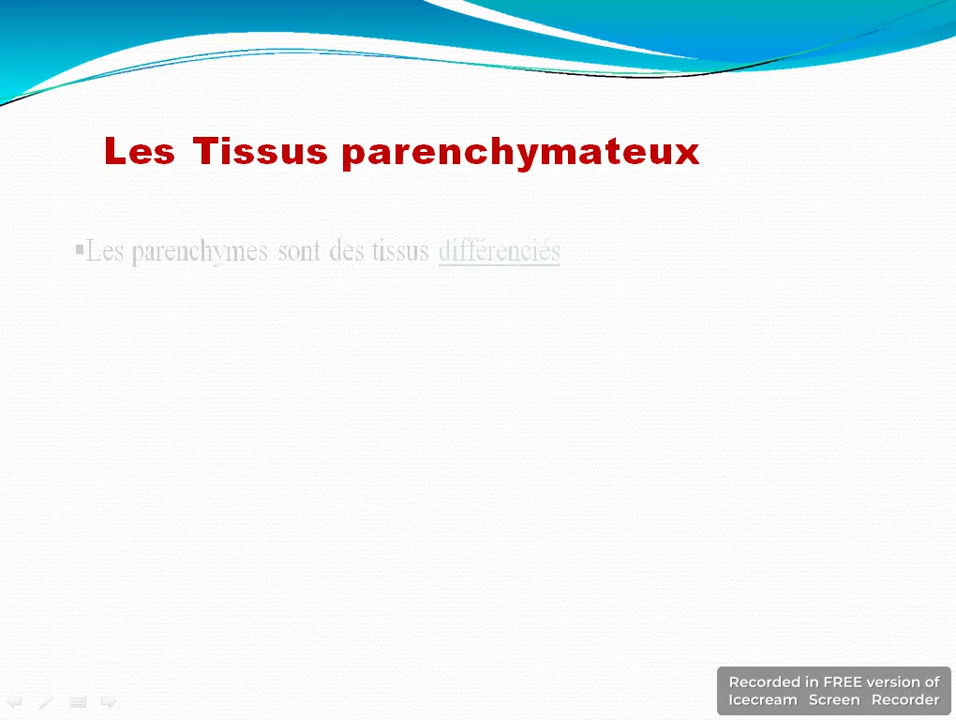 Les Tissus parenchymateux
▪Les parenchymes sont des tissus différenciés
Recorded in FREE version of
Icecream Screen Recorder